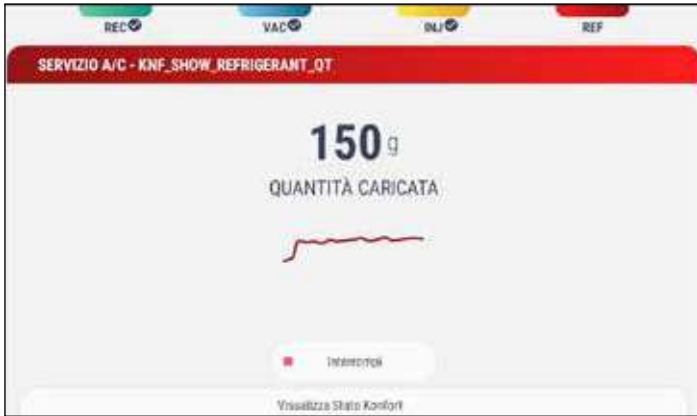 REC VAC INJ REF
SERVIZIO A/C - KNF_SHOW_REFRIGERANT_QT
150 g
QUANTITÀ CARICATA
Interrompi
Visualizza Stato Konfort